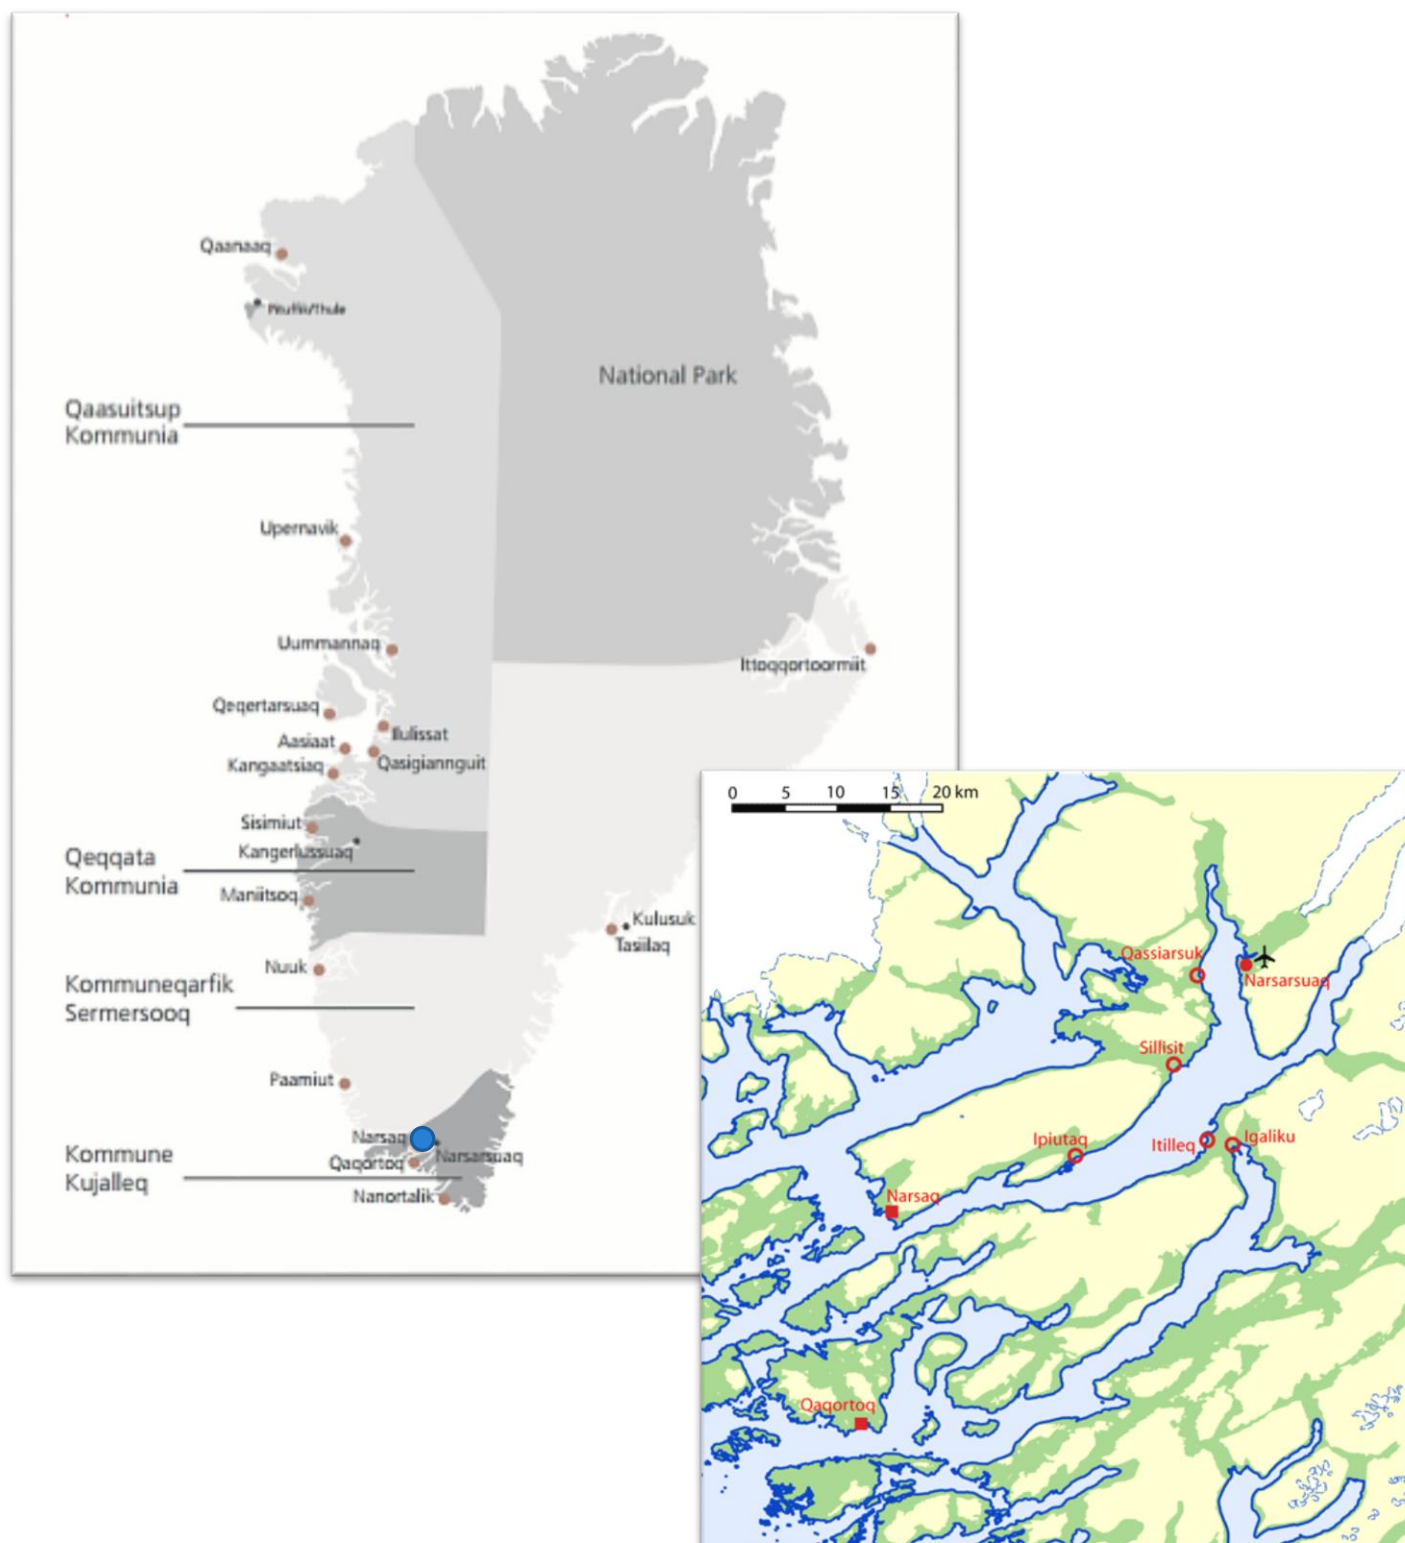 Qaanaaq
Pituffik/Thule
National Park
Qaasuitsup
Kommunia
Upernavik
Uummannaq
Ittoqqortoormiit
Qeqertarsuaq
Ilulissat
Aasiaat
Qasigiannguit
Kangaatsiaq
Sisimiut
Kangerlussuaq
Qeqqata
Kommunia
Maniitsoq
Kulusuk
Tasiilaq
Nuuk
Kommuneqarfik
Sermersooq
Paamiut
Narsaq
Narsarsuaq
Kommune
Kujalleq
Qaqortoq
Nanortalik
0 5 10 15 20 km
Qassiarsuk
Narsarsuaq
Sillisit
Ipiutaq
Itilleq
Igaliku
Narsaq
Qaqortoq